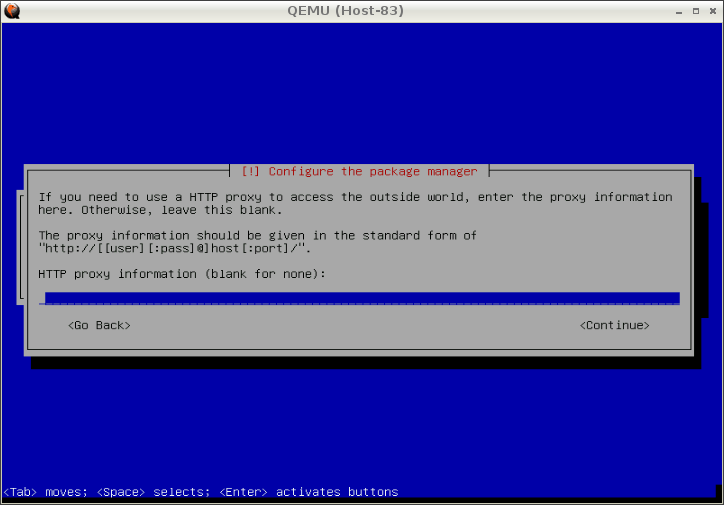 QEMU (Host-83)
[!] Configure the package manager
If you need to use a HTTP proxy to access the outside world, enter the proxy information
here. Otherwise, leave this blank.
The proxy information should be given in the standard form of
"http://[[user][:pass]@]host[:port]/".
HTTP proxy information (blank for none):
<Go Back> <Continue>
<Tab> moves; <Space> selects; <Enter> activates buttons